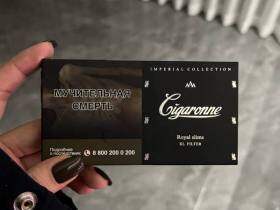 МУЧИТЕЛЬНАЯ
СМЕРТЬ
Подробнее
о последствиях:
8 800 200 0 200
IMPERIAL COLLECTION
Cigaronne
Royal slims
XL FILTER